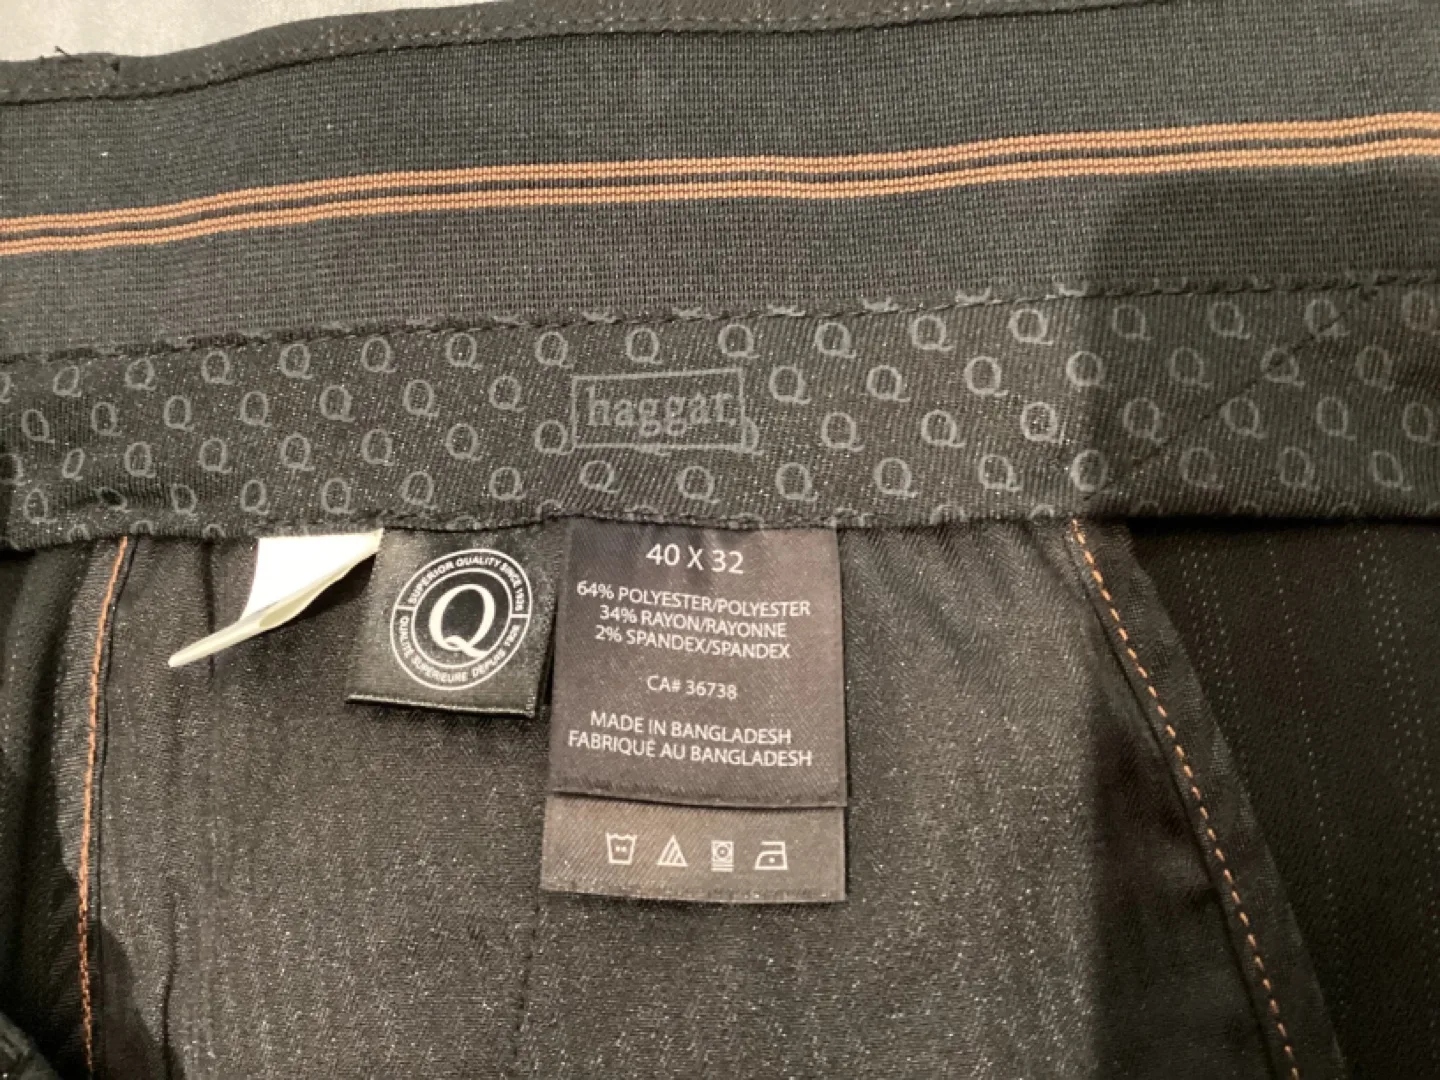 haggar
SUPERIOR QUALITY SINCE 1926
Q
QUALITÉ SUPÉRIEURE DEPUIS 1926
40 X 32
64% POLYESTER/POLYESTER
34% RAYON/RAYONNE
2% SPANDEX/SPANDEX
CA# 36738
MADE IN BANGLADESH
FABRIQUÉ AU BANGLADESH